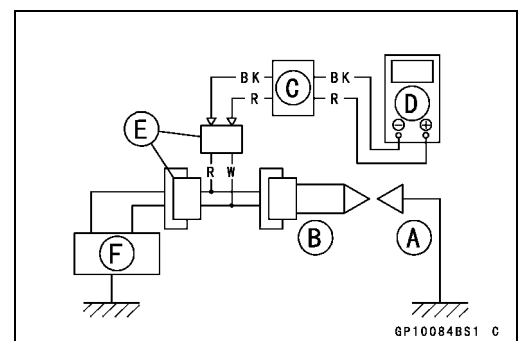 BK C BK
R R D
⊖ ⊕
E
R W
F B A
GP10084BS1 C